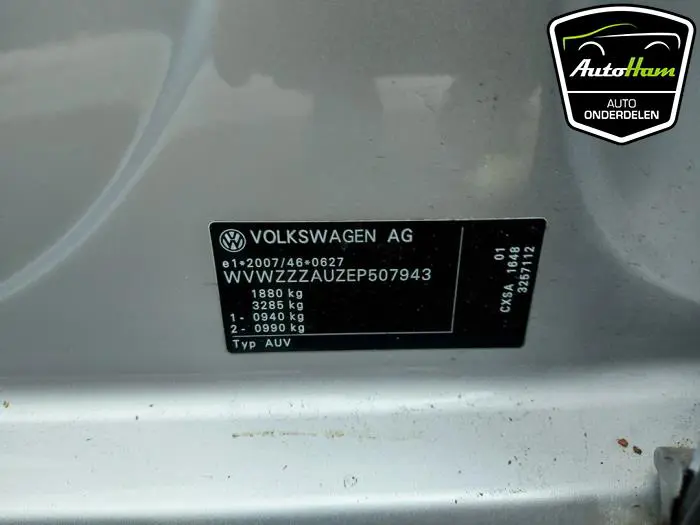 AutoHam
AUTO
ONDERDELEN
VOLKSWAGEN AG
e1*2007/46*0627
WVWZZZAUZEP507943
1880 kg
3285 kg
1- 0940 kg
2- 0990 kg
Typ AUV
01
CXSA 1648
3257112